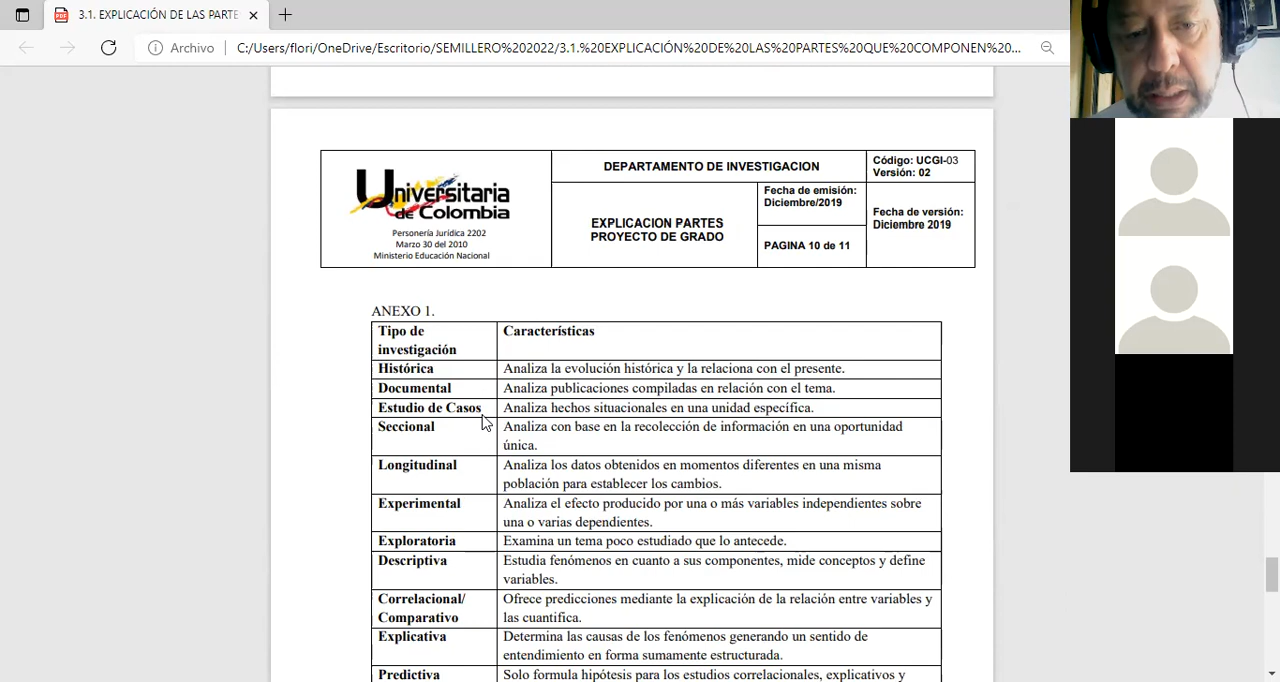 3.1. EXPLICACIÓN DE LAS PARTE
Archivo
C:/Users/flori/OneDrive/Escritorio/SEMILLERO%202022/3.1.%20EXPLICACIÓN%20DE%20LAS%20PARTES%20QUE%20COMPONEN%20...
Universitaria
de Colombia
Personería Jurídica 2202
Marzo 30 del 2010
Ministerio Educación Nacional
DEPARTAMENTO DE INVESTIGACION
Código: UCGI-03
Versión: 02
EXPLICACION PARTES
PROYECTO DE GRADO
Fecha de emisión:
Diciembre/2019
PAGINA 10 de 11
Fecha de versión:
Diciembre 2019
ANEXO 1.
Tipo de
investigación
Características
Histórica
Analiza la evolución histórica y la relaciona con el presente.
Documental
Analiza publicaciones compiladas en relación con el tema.
Estudio de Casos
Analiza hechos situacionales en una unidad específica.
Seccional
Analiza con base en la recolección de información en una oportunidad
única.
Longitudinal
Analiza los datos obtenidos en momentos diferentes en una misma
población para establecer los cambios.
Experimental
Analiza el efecto producido por una o más variables independientes sobre
una o varias dependientes.
Exploratoria
Examina un tema poco estudiado que lo antecede.
Descriptiva
Estudia fenómenos en cuanto a sus componentes, mide conceptos y define
variables.
Correlacional/
Comparativo
Ofrece predicciones mediante la explicación de la relación entre variables y
las cuantifica.
Explicativa
Determina las causas de los fenómenos generando un sentido de
entendimiento en forma sumamente estructurada.
Predictiva
Solo formula hipótesis para los estudios correlacionales, explicativos y